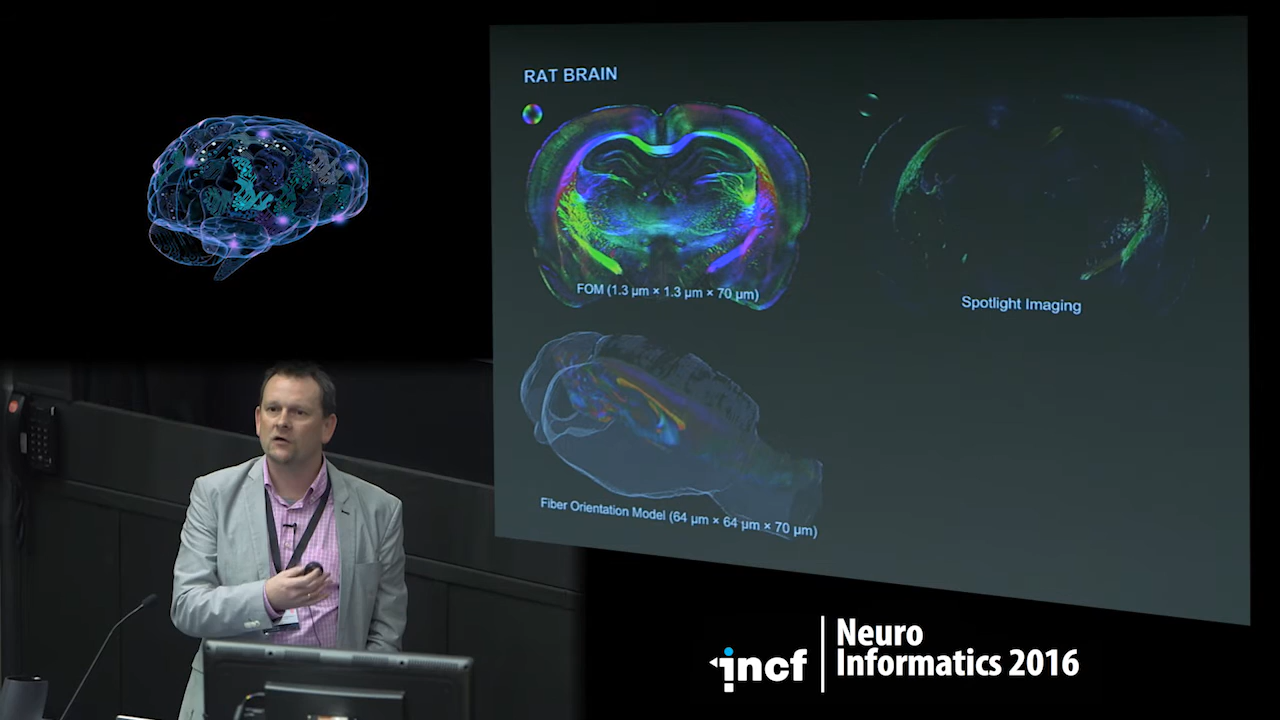 RAT BRAIN
FOM (1.3 µm × 1.3 µm × 70 µm)
Spotlight Imaging
Fiber Orientation Model (64 µm × 64 µm × 70 µm)
incf
Neuro
Informatics 2016